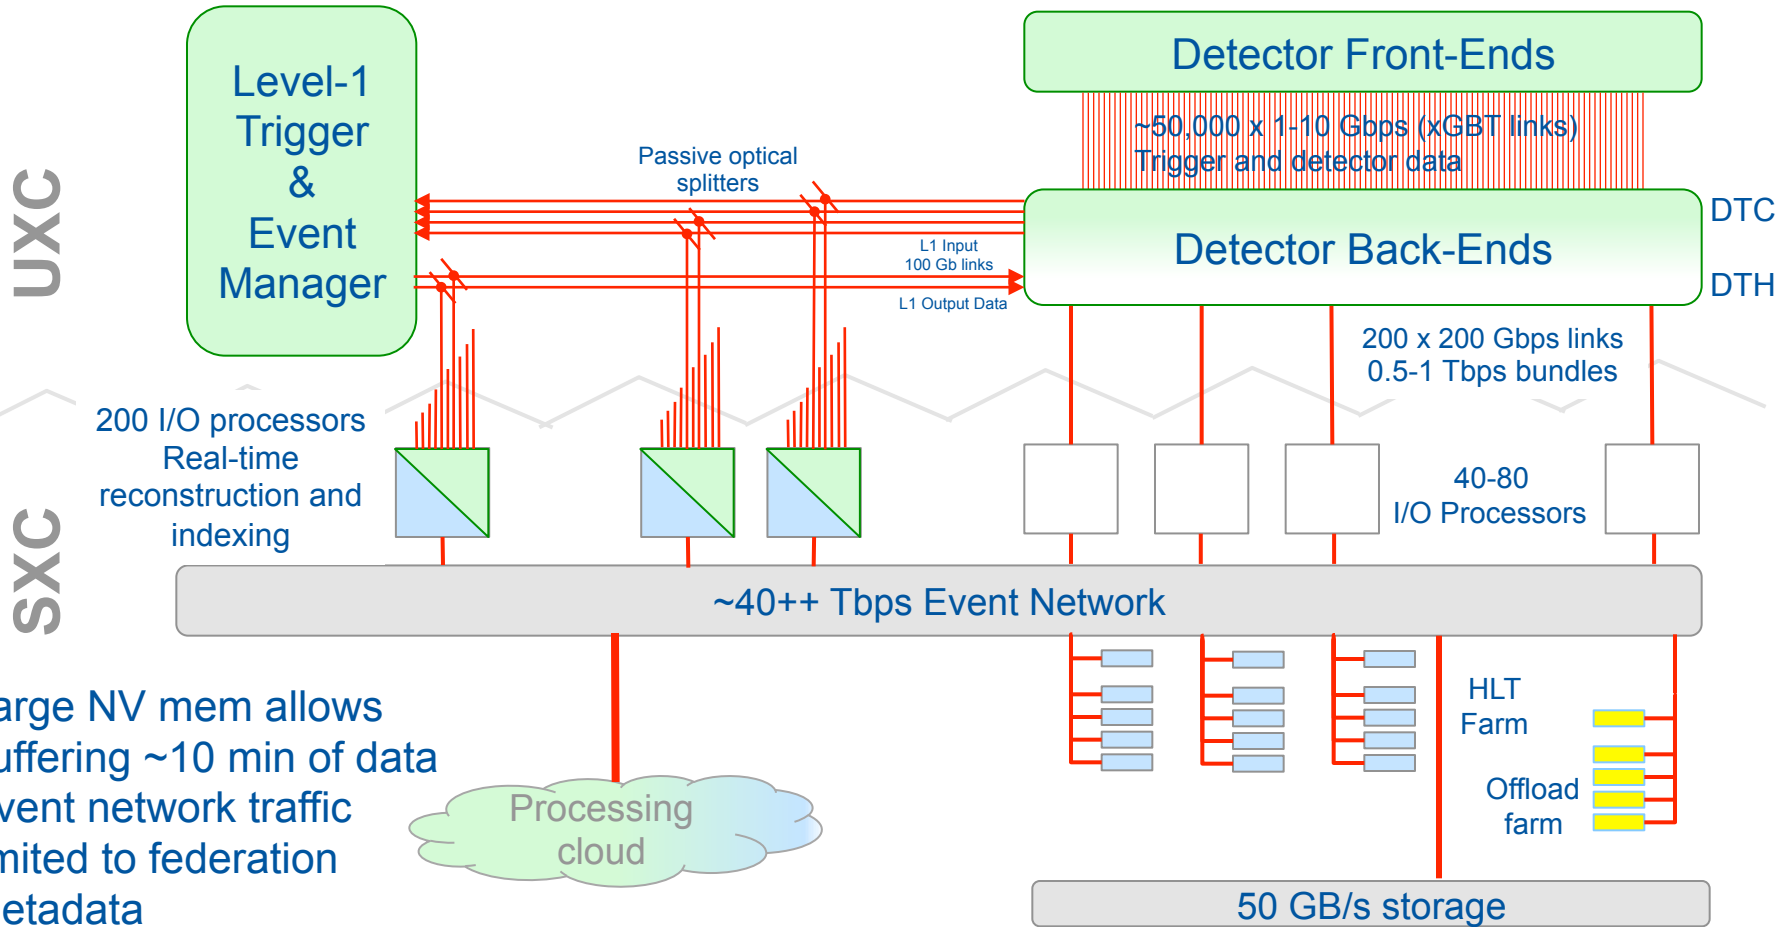 Level-1
Trigger
&
Event
Manager
Detector Front-Ends
~50,000 x 1-10 Gbps (xGBT links)
Trigger and detector data
Passive optical
splitters
UXC
DTC
Detector Back-Ends
L1 Input
100 Gb links
DTH
L1 Output Data
200 x 200 Gbps links
0.5-1 Tbps bundles
200 I/O processors
Real-time
reconstruction and
indexing
40-80
I/O Processors
SXC
~40++ Tbps Event Network
arge NV mem allows
uffering ~10 min of data
vent network traffic
mited to federation
etadata
Processing
cloud
HLT
Farm
Offload
farm
50 GB/s storage